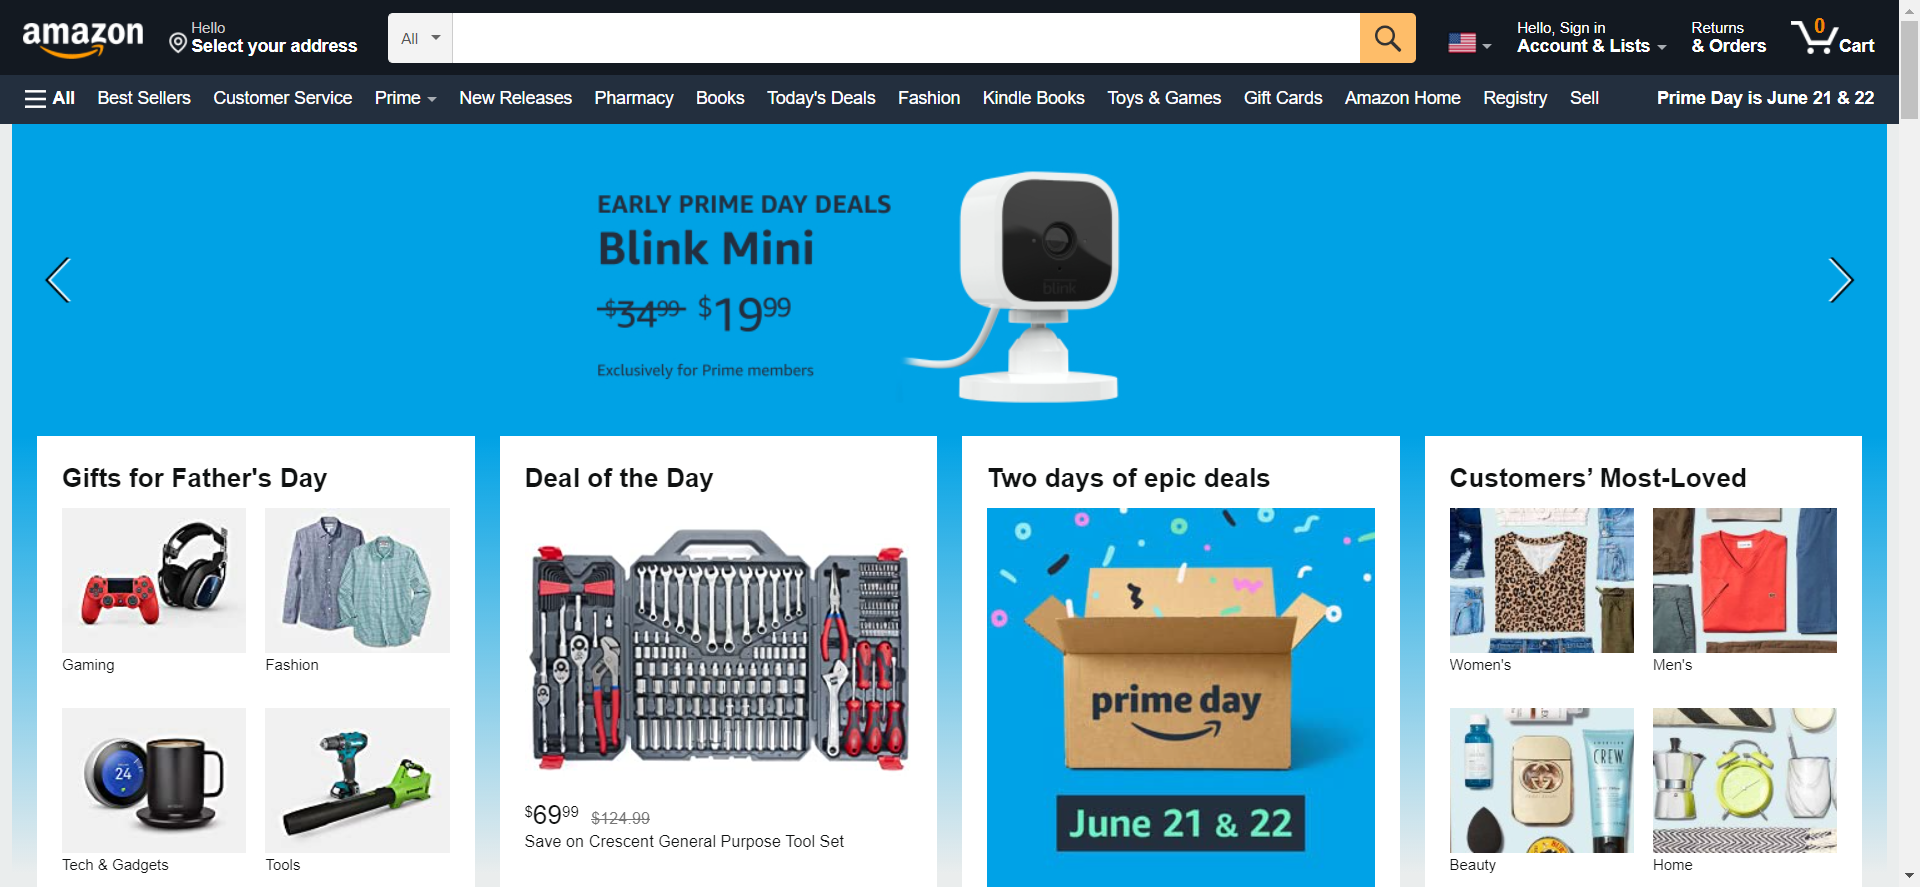 amazon
Hello
Select your address
All
Hello, Sign in
Account & Lists
Returns
& Orders
0
Cart
All Best Sellers Customer Service Prime New Releases Pharmacy Books Today's Deals Fashion Kindle Books Toys & Games Gift Cards Amazon Home Registry Sell Prime Day is June 21 & 22
EARLY PRIME DAY DEALS
Blink Mini
$34.99 $19.99
Exclusively for Prime members
blink
Gifts for Father's Day
Gaming
Fashion
24
Tech & Gadgets
Tools
Deal of the Day
$69.99 $124.99
Save on Crescent General Purpose Tool Set
Two days of epic deals
prime day
June 21 & 22
Customers’ Most-Loved
Women's
Men's
CREW
Beauty
Home